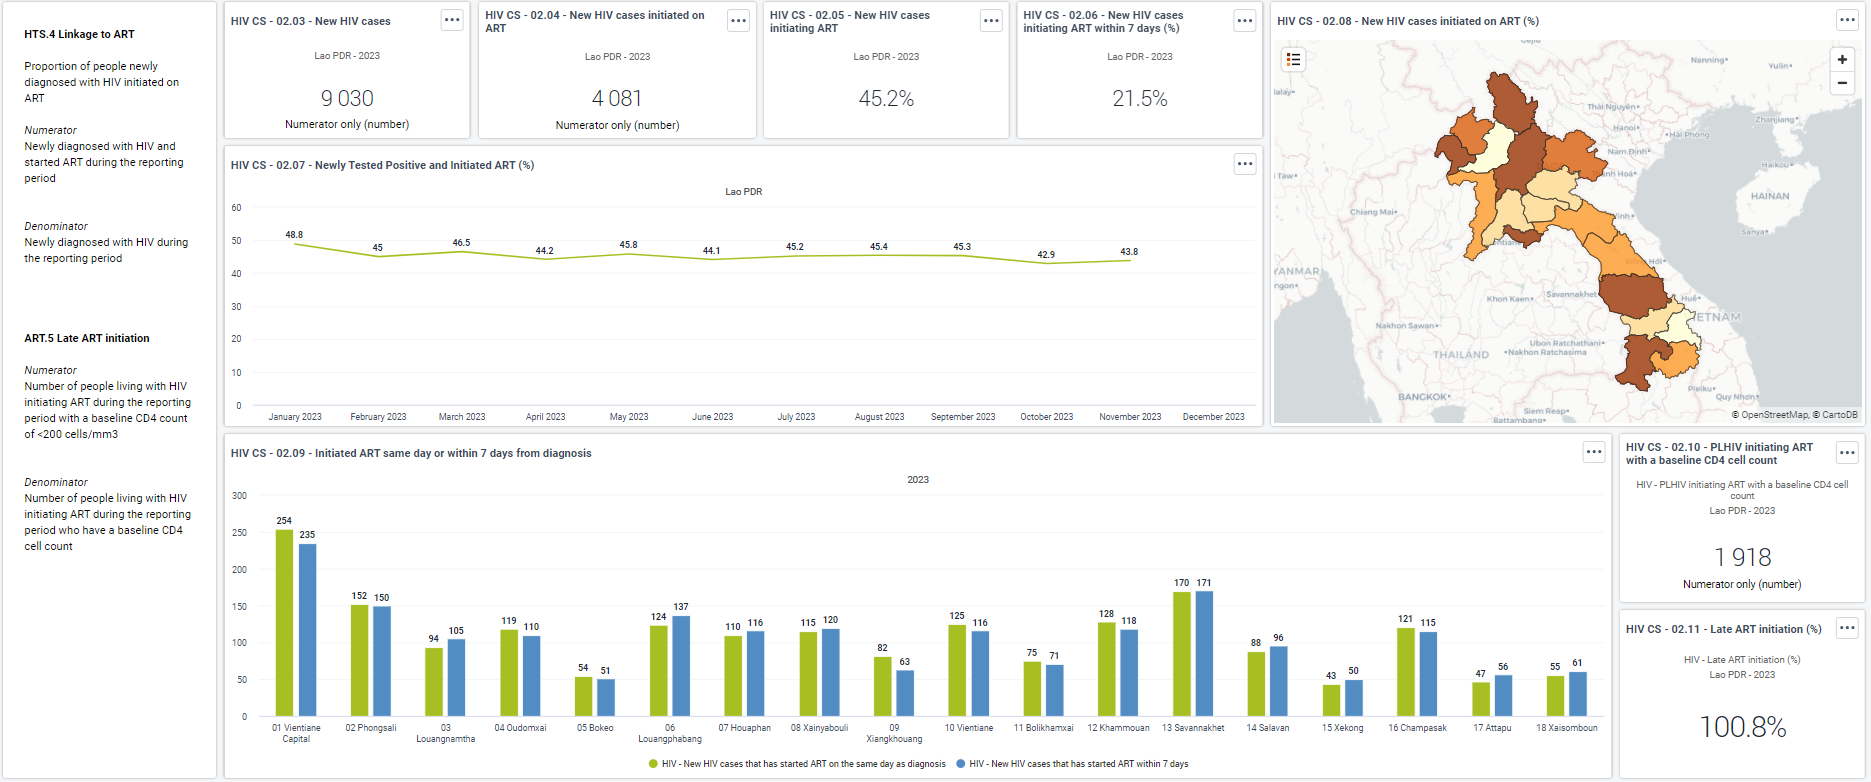 HTS.4 Linkage to ART
Proportion of people newly
diagnosed with HIV initiated on
ART
Numerator
Newly diagnosed with HIV and
started ART during the reporting
period
Denominator
Newly diagnosed with HIV during
the reporting period
ART.5 Late ART initiation
Numerator
Number of people living with HIV
initiating ART during the reporting
period with a baseline CD4 count
of <200 cells/mm3
Denominator
Number of people living with HIV
initiating ART during the reporting
period who have a baseline CD4
cell count
HIV CS - 02.03 - New HIV cases
Lao PDR - 2023
9 030
Numerator only (number)
HIV CS - 02.04 - New HIV cases initiated on
ART
Lao PDR - 2023
4 081
Numerator only (number)
HIV CS - 02.05 - New HIV cases
initiating ART
Lao PDR - 2023
45.2%
HIV CS - 02.06 - New HIV cases
initiating ART within 7 days (%)
Lao PDR - 2023
21.5%
HIV CS - 02.07 - Newly Tested Positive and Initiated ART (%)
Lao PDR
60
50
40
30
20
10
0
48.8
45
46.5
44.2
45.8
44.1
45.2
45.4
45.3
42.9
43.8
January 2023
February 2023
March 2023
April 2023
May 2023
June 2023
July 2023
August 2023
September 2023
October 2023
November 2023
December 2023
HIV CS - 02.08 - New HIV cases initiated on ART (%)
Nanning
Yulin
Thái Nguyên
Zhanjiang
Hanoi
Hải Phòng
Nam Định
Haikou
HAINAN
Chiang Mai
Vinh
Sanya
Đồng Hới
Khon Kaen
Savannakhet
Huế
ETNAM
Nakhon Sawan
THAILAND
Ubon Ratchathani
Nakhon Ratchasima
Pleiku
BANGKOK
Siem Reap
Quy Nhơn
Battambang
+
−
© OpenStreetMap, © CartoDB
HIV CS - 02.09 - Initiated ART same day or within 7 days from diagnosis
2023
300
250
200
150
100
50
0
254 235
152 150
94 105
119 110
54 51
124 137
110 116
115 120
82 63
125 116
75 71
128 118
170 171
88 96
43 50
121 115
47 56
55 61
01 Vientiane
Capital
02 Phongsali
03
Louangnamtha
04 Oudomxai
05 Bokeo
06
Louangphabang
07 Houaphan
08 Xainyabouli
09
Xiangkhouang
10 Vientiane
11 Bolikhamxai
12 Khammouan
13 Savannakhet
14 Salavan
15 Xekong
16 Champasak
17 Attapu
18 Xaisomboun
HIV - New HIV cases that has started ART on the same day as diagnosis
HIV - New HIV cases that has started ART within 7 days
HIV CS - 02.10 - PLHIV initiating ART
with a baseline CD4 cell count
HIV - PLHIV initiating ART with a baseline CD4 cell
count
Lao PDR - 2023
1 918
Numerator only (number)
HIV CS - 02.11 - Late ART initiation (%)
HIV - Late ART initiation (%)
Lao PDR - 2023
100.8%